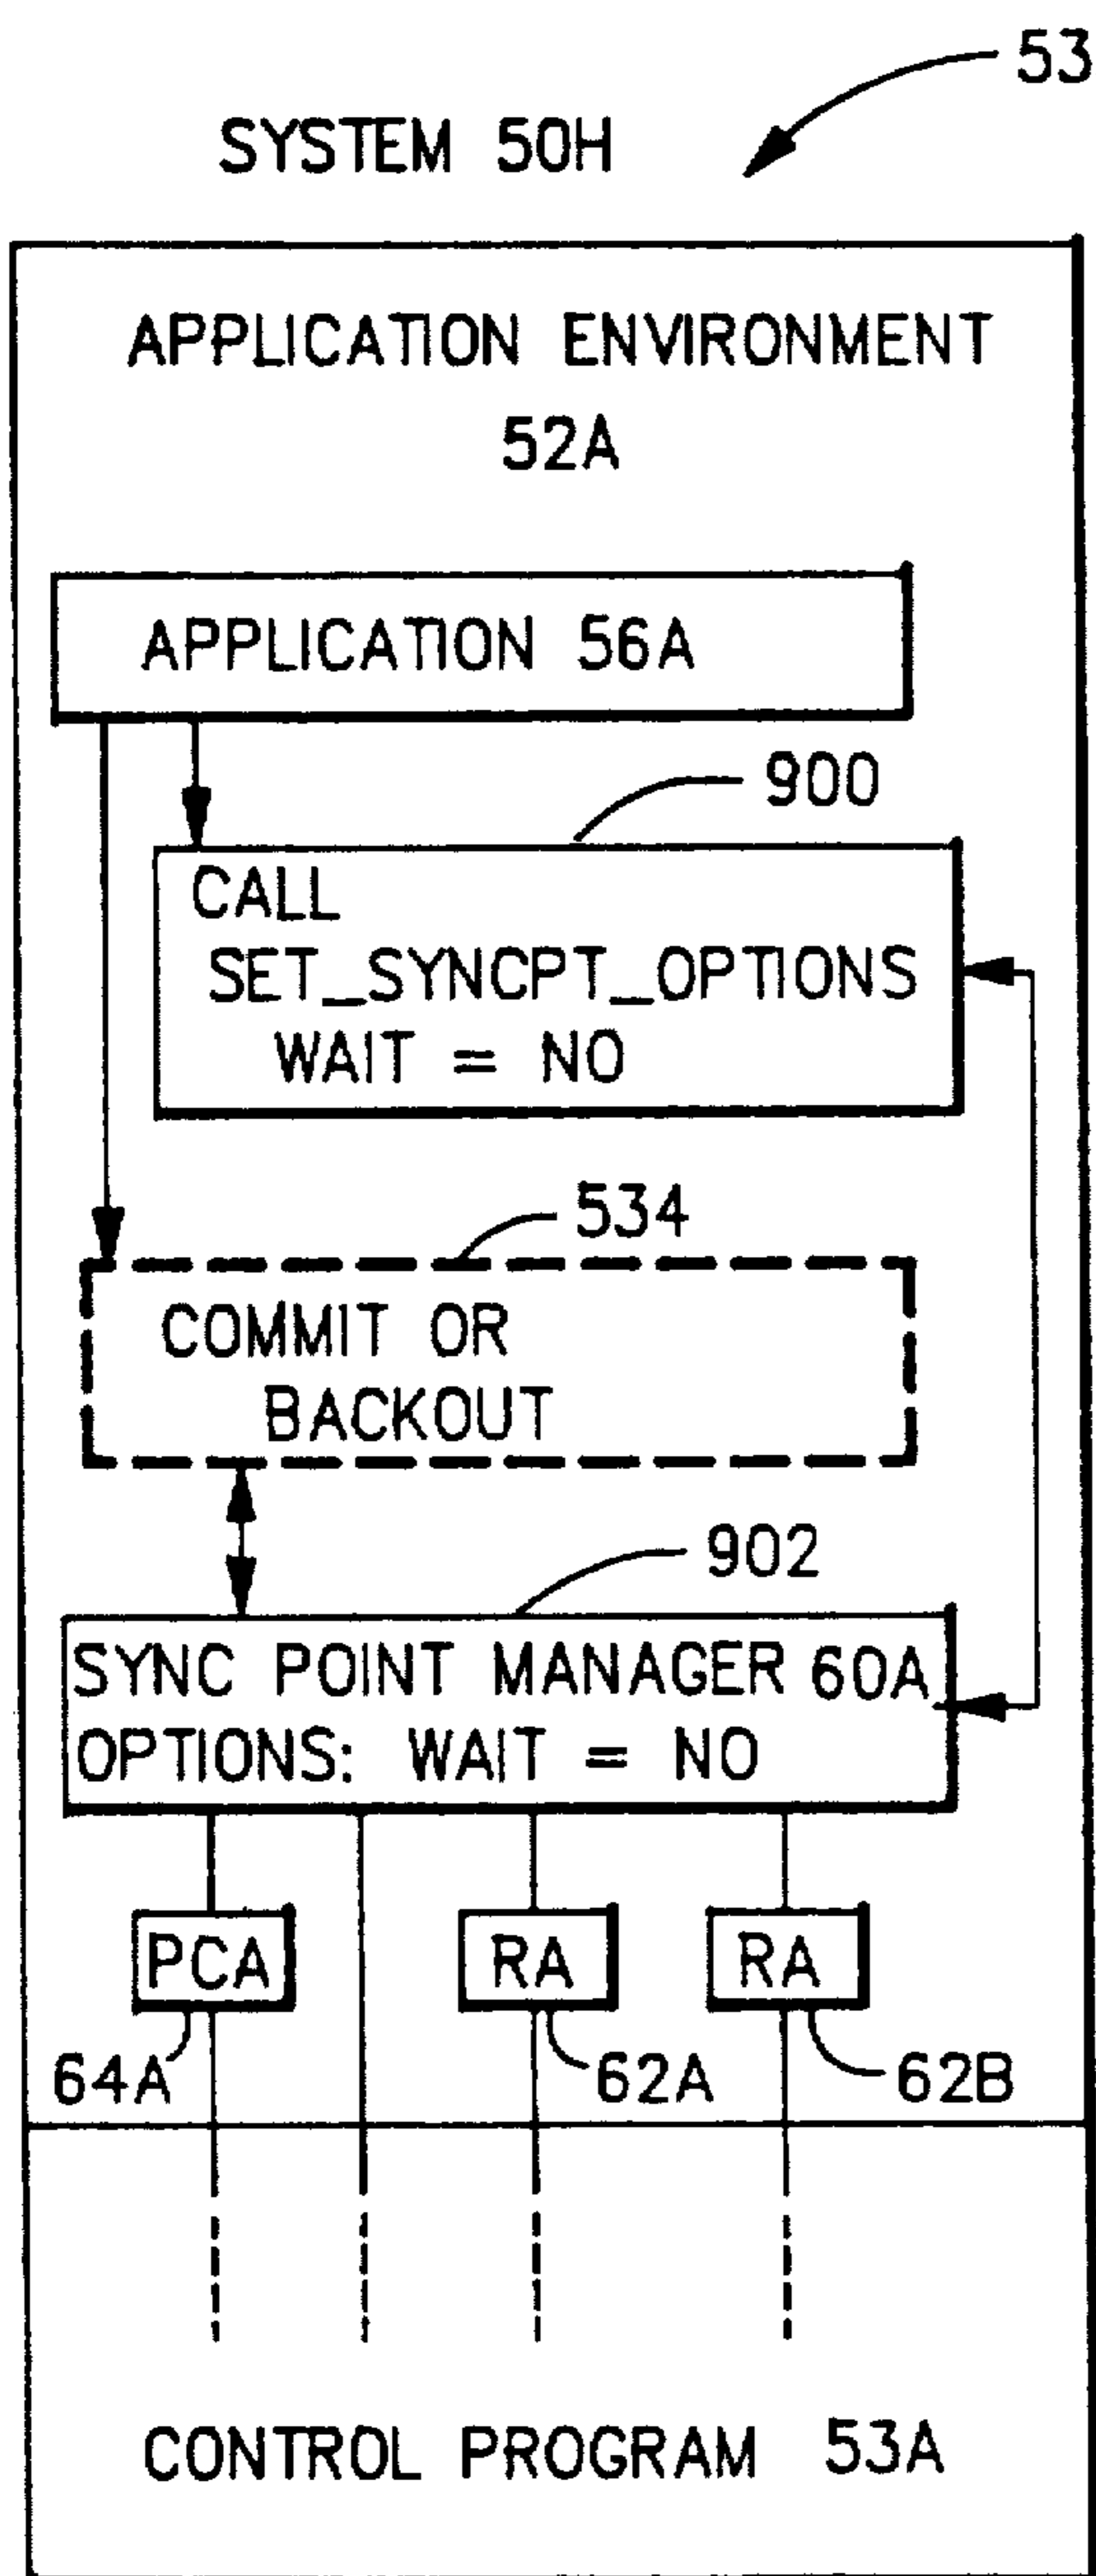 53
SYSTEM 50H
APPLICATION ENVIRONMENT
52A
APPLICATION 56A
900
CALL
SET_SYNCPT_OPTIONS
WAIT = NO
534
COMMIT OR
BACKOUT
902
SYNC POINT MANAGER 60A
OPTIONS: WAIT = NO
PCA RA RA
64A 62A 62B
CONTROL PROGRAM 53A